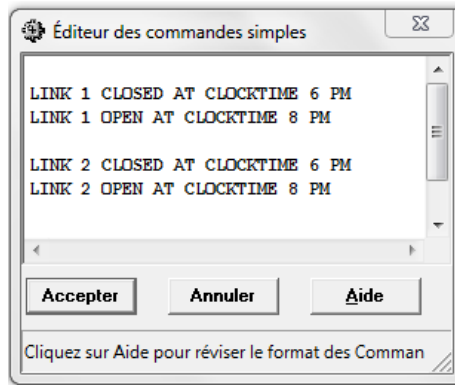 Éditeur des commandes simples
LINK 1 CLOSED AT CLOCKTIME 6 PM
LINK 1 OPEN AT CLOCKTIME 8 PM
LINK 2 CLOSED AT CLOCKTIME 6 PM
LINK 2 OPEN AT CLOCKTIME 8 PM
Accepter Annuler Aide
Cliquez sur Aide pour réviser le format des Comman